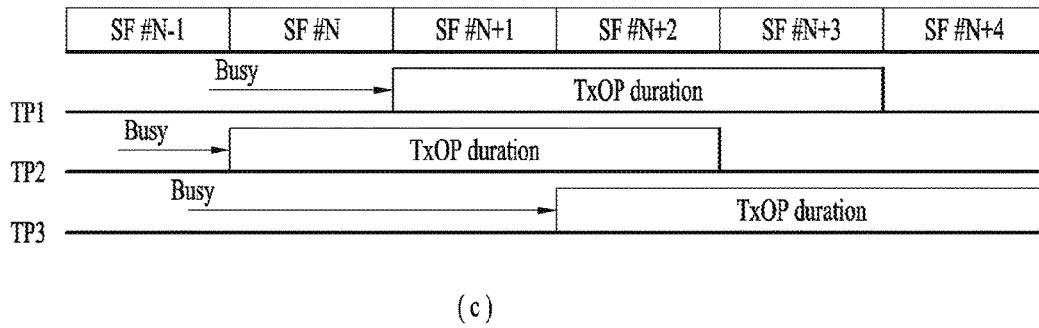 SF #N-1 SF #N SF #N+1 SF #N+2 SF #N+3 SF #N+4
Busy
TxOP duration
TP1
Busy
TxOP duration
TP2
Busy
TxOP duration
TP3
( c )